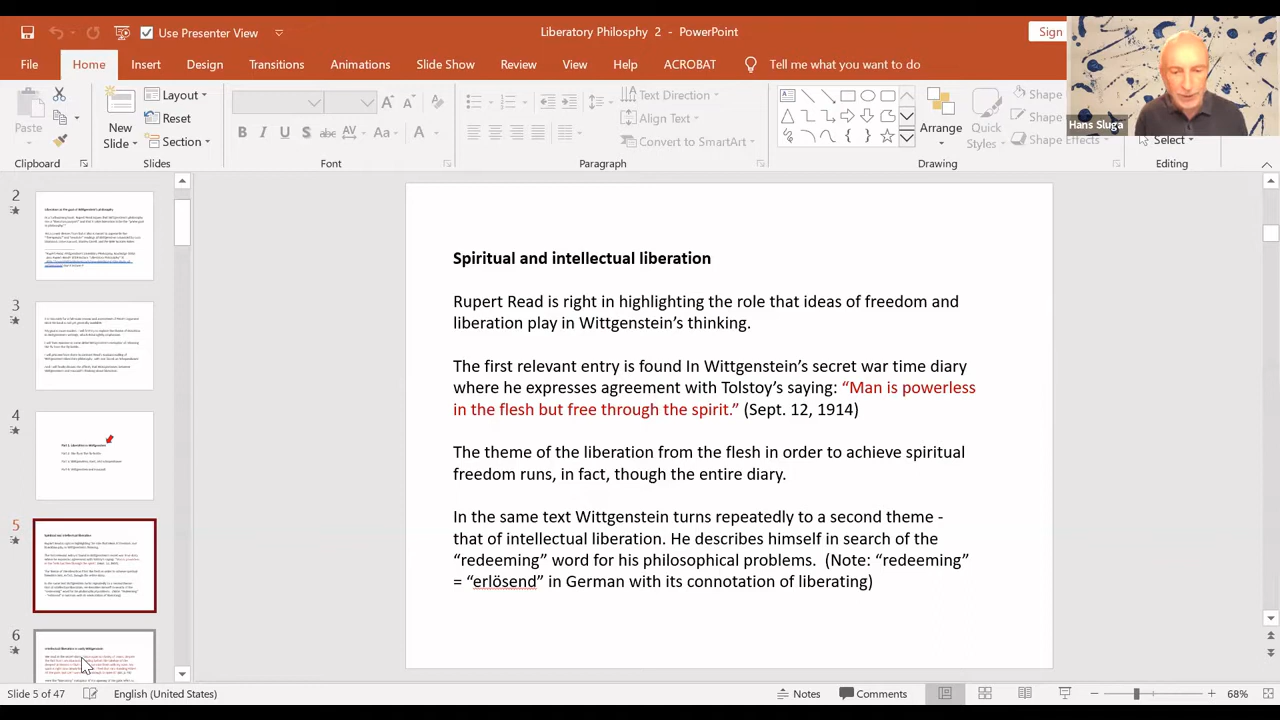 Use Presenter View
Liberatory Philosphy 2 - PowerPoint
Sign
File Home Insert Design Transitions Animations Slide Show Review View Help ACROBAT Tell me what you want to do
Paste
New
Slide
Layout
Reset
Section
Text Direction
Align Text
Convert to SmartArt
Arrange
Quick
Styles
Shape
Shape
Shape Effects
Hans Sluga
Select
Clipboard Slides Font Paragraph Drawing Editing
2
3
4
5
6
Spiritual and intellectual liberation
Rupert Read is right in highlighting the role that ideas of freedom and
liberation play in Wittgenstein’s thinking.
The first relevant entry is found In Wittgenstein’s secret war time diary
where he expresses agreement with Tolstoy’s saying: “Man is powerless
in the flesh but free through the spirit.” (Sept. 12, 1914)
The theme of the liberation from the flesh in order to achieve spiritual
freedom runs, in fact, though the entire diary.
In the same text Wittgenstein turns repeatedly to a second theme -
that of intellectual liberation. He describes himself in search of the
“redeeming” word for his philosophical problems. (Note: “redeeming”
= “erlösend” in German with its connotation of liberating)
Slide 5 of 47 English (United States) Notes Comments 68%